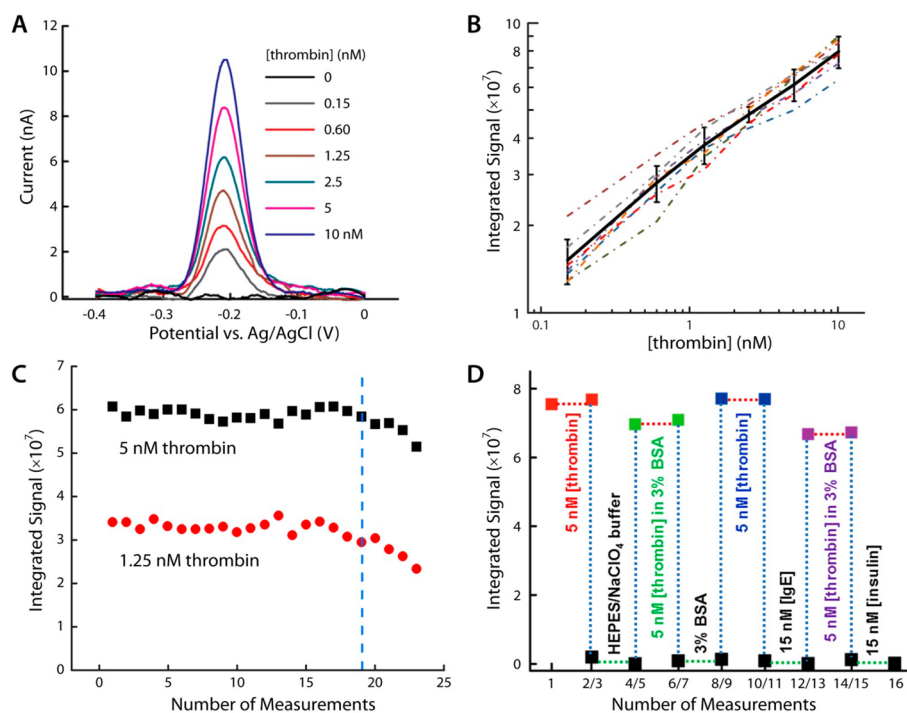 A
12
10
8
6
4
2
0
Current (nA)
[thrombin] (nM)
0
0.15
0.60
1.25
2.5
5
10 nM
-0.4
-0.3
-0.2
-0.1
0
Potential vs. Ag/AgCl (V)
B
10
8
6
4
3
2
1
Integrated Signal (×10⁷)
0.1
1
10
[thrombin] (nM)
C
7
6
5
3
2
1
0
Integrated Signal (×10⁷)
5 nM thrombin
1.25 nM thrombin
0
5
10
15
20
25
Number of Measurements
D
8
6
4
2
0
Integrated Signal (×10⁷)
5 nM [thrombin]
HEPES/NaClO₄ buffer
5 nM [thrombin] in 3% BSA
3% BSA
5 nM [thrombin]
15 nM [IgE]
5 nM [thrombin] in 3% BSA
15 nM [insulin]
1
2/3
4/5
6/7
8/9
10/11
12/13
14/15
16
Number of Measurements